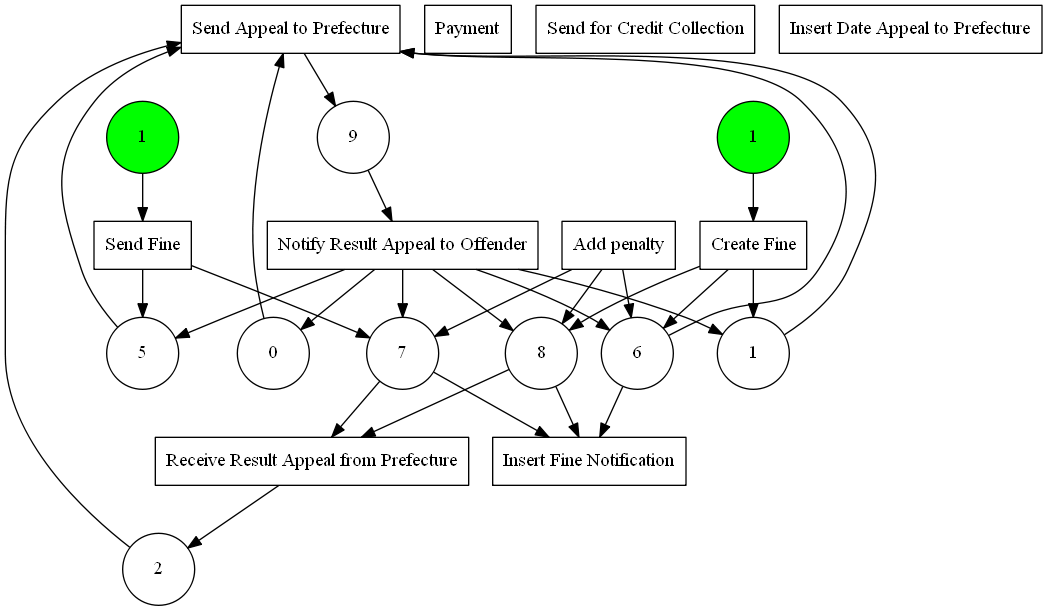 Send Appeal to Prefecture
Payment
Send for Credit Collection
Insert Date Appeal to Prefecture
1
9
1
Send Fine
Notify Result Appeal to Offender
Add penalty
Create Fine
5
0
7
8
6
1
Receive Result Appeal from Prefecture
Insert Fine Notification
2